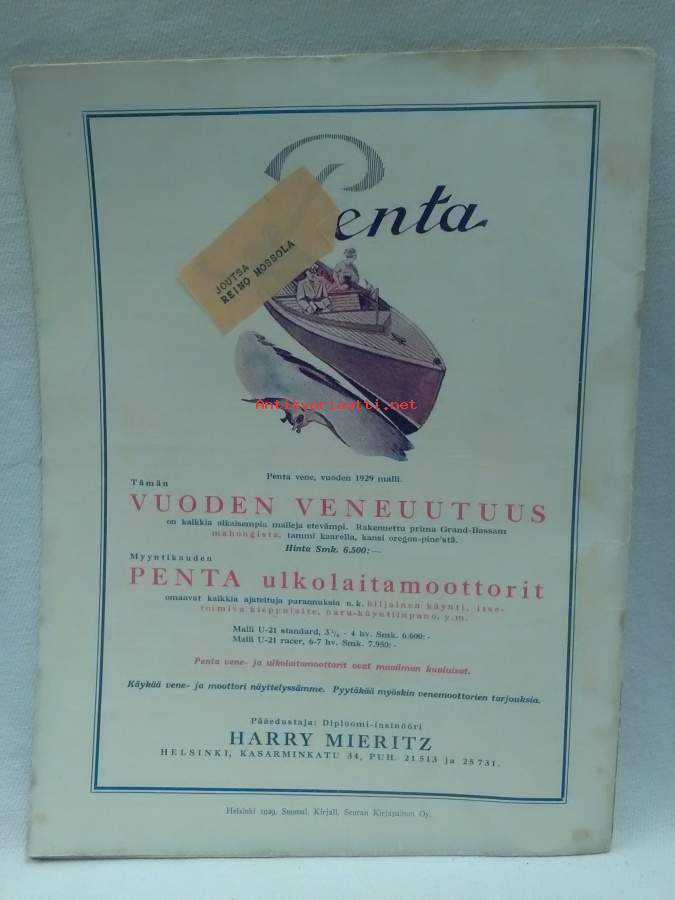 Penta
JOUTSA
REINO HOSSOLA
Antikvariaatti.net
Penta vene, vuoden 1929 malli.
Tämän
VUODEN VENEUUTUUS
on kaikkia aikaisempia malleja etevämpi. Rakennettu prima Grand-Bassam
mahongista, tammi kaarella, kansi oregon-pine'stä.
Hinta Smk. 6.500:—
Myyntikauden
PENTA ulkolaitamoottorit
omaavat kaikkia ajateltuja parannuksia n.k. hiljainen käynti, itse-
toimiva kieppulaite, naru-käyntiinpano, y.m.
Malli U-21 standard, 3½ - 4 hv. Smk. 6.600:-
Malli U-21 racer, 6-7 hv. Smk. 7.950:-
Penta vene- ja ulkolaitamoottorit ovat maailman kuuluisat.
Käykää vene- ja moottori näyttelyssämme. Pyytäkää myöskin venemoottorien tarjouksia.
Pääedustaja: Diploomi-insinööri
HARRY MIERITZ
HELSINKI, KASARMINKATU 34, PUH. 21513 ja 25731.
Helsinki 1929. Suomal. Kirjall. Seuran Kirjapainon Oy.